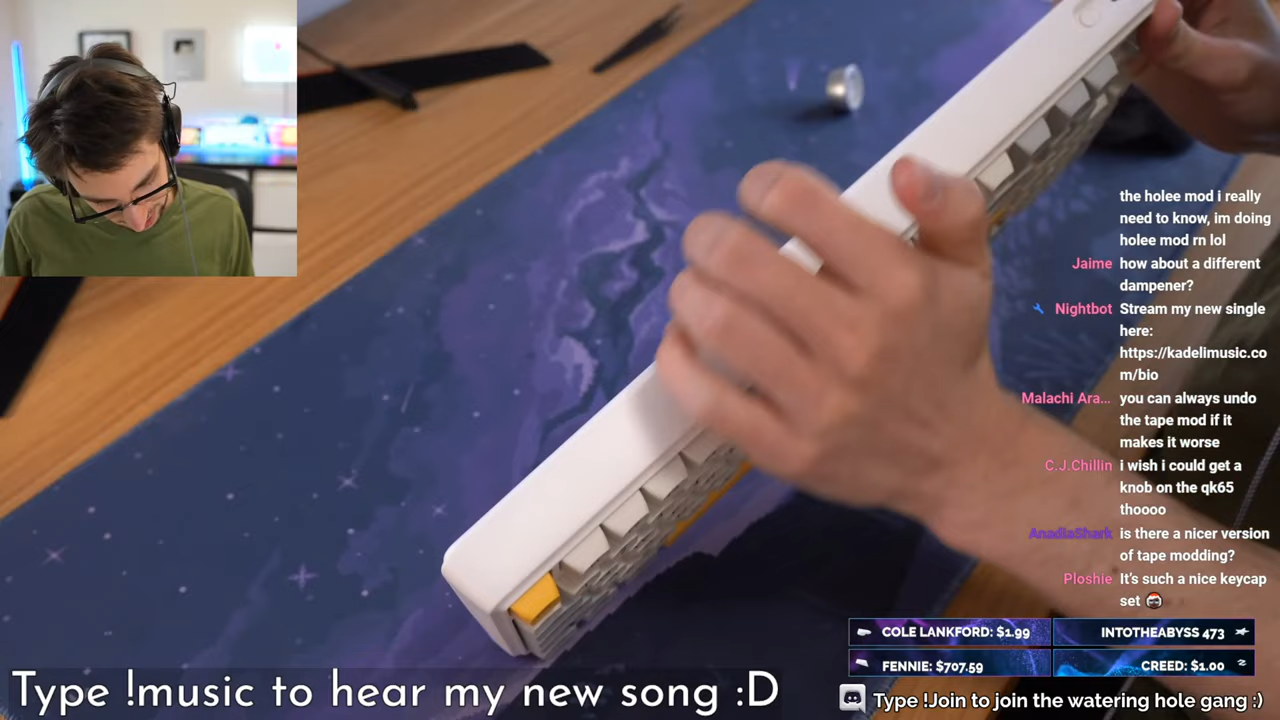 the holee mod i really
need to know, im doing
holee mod rn lol
Jaime how about a different
dampener?
Nightbot Stream my new single
here:
https://kadelimusic.co
m/bio
Malachi Ara... you can always undo
the tape mod if it
makes it worse
C.J.Chillin i wish i could get a
knob on the qk65
thoooo
AnadiaShark is there a nicer version
of tape modding?
Ploshie It's such a nice keycap
set
COLE LANKFORD: $1.99 INTOTHEABYSS 473
FENNIE: $707.59 CREED: $1.00
Type !music to hear my new song :D
Type !Join to join the watering hole gang :)